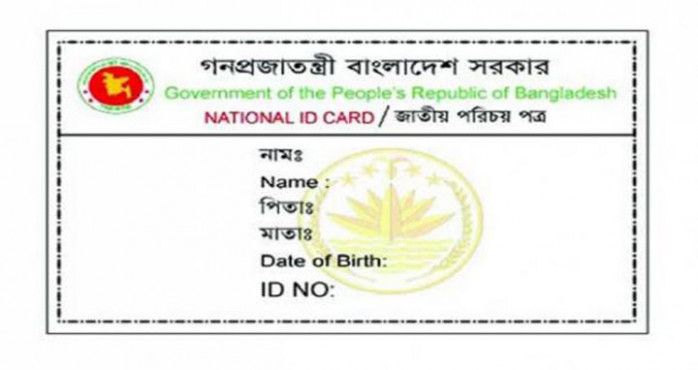 গনপ্রজাতন্ত্রী বাংলাদেশ সরকার
Government of the People's Republic of Bangladesh
NATIONAL ID CARD / জাতীয় পরিচয় পত্র
নামঃ
Name :
পিতাঃ
মাতাঃ
Date of Birth:
ID NO: